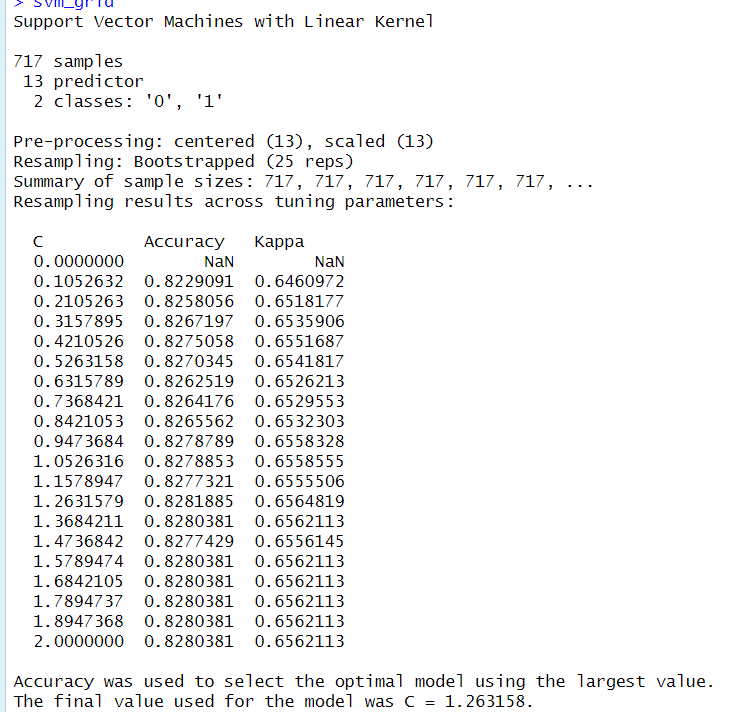 > svm_grid
Support Vector Machines with Linear Kernel
717 samples
13 predictor
2 classes: '0', '1'
Pre-processing: centered (13), scaled (13)
Resampling: Bootstrapped (25 reps)
Summary of sample sizes: 717, 717, 717, 717, 717, 717, ...
Resampling results across tuning parameters:
C Accuracy Kappa
0.0000000 NaN NaN
0.1052632 0.8229091 0.6460972
0.2105263 0.8258056 0.6518177
0.3157895 0.8267197 0.6535906
0.4210526 0.8275058 0.6551687
0.5263158 0.8270345 0.6541817
0.6315789 0.8262519 0.6526213
0.7368421 0.8264176 0.6529553
0.8421053 0.8265562 0.6532303
0.9473684 0.8278789 0.6558328
1.0526316 0.8278853 0.6558555
1.1578947 0.8277321 0.6555506
1.2631579 0.8281885 0.6564819
1.3684211 0.8280381 0.6562113
1.4736842 0.8277429 0.6556145
1.5789474 0.8280381 0.6562113
1.6842105 0.8280381 0.6562113
1.7894737 0.8280381 0.6562113
1.8947368 0.8280381 0.6562113
2.0000000 0.8280381 0.6562113
Accuracy was used to select the optimal model using the largest value.
The final value used for the model was C = 1.263158.